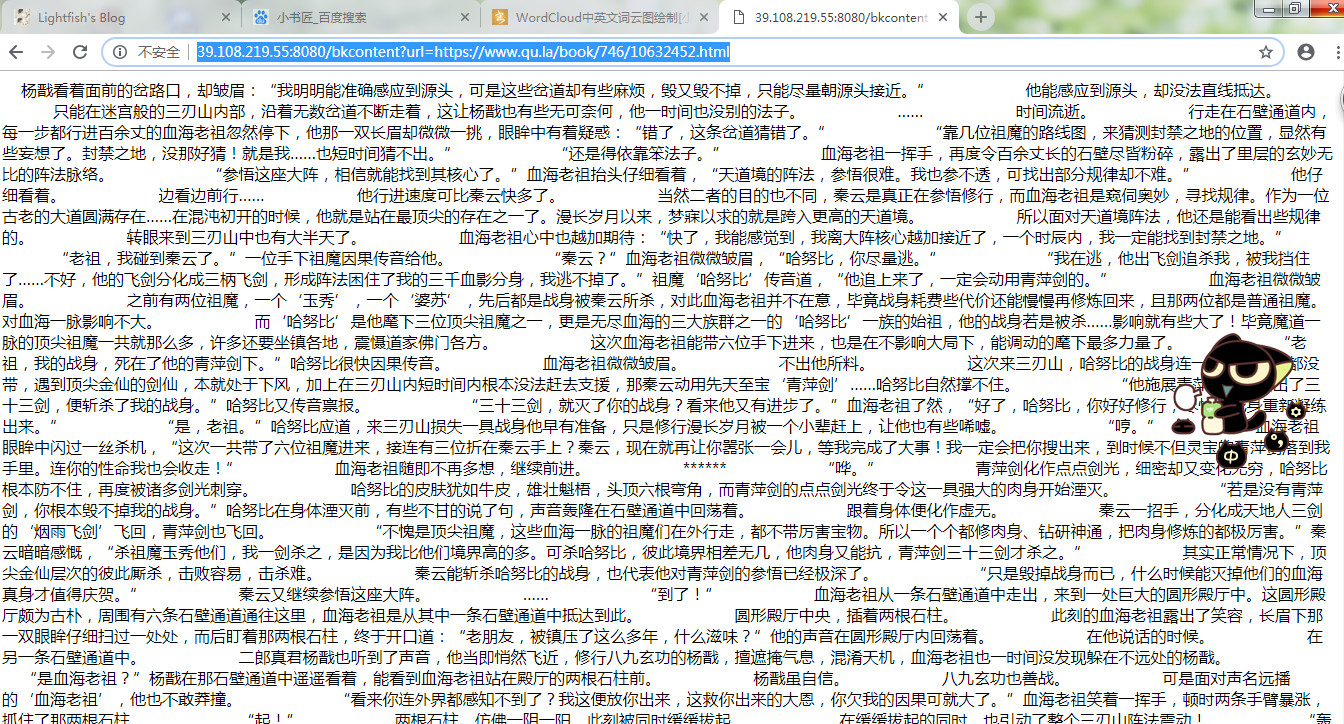 Lightfish's Blog
小书匠_百度搜索
WordCloud中英文词云图绘制[
39.108.219.55:8080/bkcontent
不安全
39.108.219.55:8080/bkcontent?url=https://www.qu.la/book/746/10632452.html
杨戬看着面前的岔路口，却皱眉：“我明明能准确感应到源头，可是这些岔道却有些麻烦，毁又毁不掉，只能尽量朝源头接近。” 他能感应到源头，却没法直线抵达。
只能在迷宫般的三刃山内部，沿着无数岔道不断走着，这让杨戬也有些无可奈何，他一时间也没别的法子。 …… 时间流逝。 行走在石壁通道内，
每一步都行进百余丈的血海老祖忽然停下，他那一双长眉却微微一挑，眼眸中有着疑惑：“错了，这条岔道猜错了。” “靠几位祖魔的路线图，来猜测封禁之地的位置，显然有
些妄想了。封禁之地，没那好猜！就是我……也短时间猜不出。” “还是得依靠笨法子。” 血海老祖一挥手，再度令百余丈长的石壁尽皆粉碎，露出了里层的玄妙无
比的阵法脉络。 “参悟这座大阵，相信就能找到其核心了。”血海老祖抬头仔细看着，“天道境的阵法，参悟很难。我也参不透，可找出部分规律却不难。” 他仔
细看着。 边看边前行…… 他行进速度可比秦云快多了。 当然二者的目的也不同，秦云是真正在参悟修行，而血海老祖是窥伺奥妙，寻找规律。作为一位
古老的大道圆满存在……在混沌初开的时候，他就是站在最顶尖的存在之一了。漫长岁月以来，梦寐以求的就是跨入更高的天道境。 所以面对天道境阵法，他还是能看出些规律
的。 转眼来到三刃山中也有大半天了。 血海老祖心中也越加期待：“快了，我能感觉到，我离大阵核心越加接近了，一个时辰内，我一定能找到封禁之地。”
“老祖，我碰到秦云了。”一位手下祖魔因果传音给他。 “秦云？”血海老祖微微皱眉，“哈努比，你尽量逃。” “我在逃，他出飞剑追杀我，被我挡住
了……不好，他的飞剑分化成三柄飞剑，形成阵法困住了我的三千血影分身，我逃不掉了。”祖魔‘哈努比’传音道，“他追上来了，一定会动用青萍剑的。” 血海老祖微微皱
眉。 之前有两位祖魔，一个‘玉秀’，一个‘婆苏’，先后都是战身被秦云所杀，对此血海老祖并不在意，毕竟战身耗费些代价还能慢慢再修炼回来，且那两位都是普通祖魔。
对血海一脉影响不大。 而‘哈努比’是他麾下三位顶尖祖魔之一，更是无尽血海的三大族群之一的‘哈努比’一族的始祖，他的战身若是被杀……影响就有些大了！毕竟魔道一
脉的顶尖祖魔一共就那么多，许多还要坐镇各地，震慑道家佛门各方。 这次血海老祖能带六位手下进来，也是在不影响大局下，能调动的麾下最多力量了。 “老
祖，我的战身，死在了他的青萍剑下。”哈努比很快因果传音。 血海老祖微微皱眉。 不出他所料。 这次来三刃山，哈努比的战身连一 都没
带，遇到顶尖金仙的剑仙，本就处于下风，加上在三刃内短时间内根本没法赶去支援，那秦云动用先天至宝‘青萍剑’……哈努比自然撑不住。 “他施展青萍 出了三
十三剑，便斩杀了我的战身。”哈努比又传音禀报。 “三十三剑，就灭了你的战身？看来他又有进步了。”血海老祖了然，“好了，哈努比，你好好修行， 身重新凝练
出来。” “是，老祖。”哈努比应道，来三刃山损失一具战身他早有准备，只是修行漫长岁月被一个小辈赶上，让他也有些唏嘘。 “哼。” 血海老祖
眼眸中闪过一丝杀机，“这次一共带了六位祖魔进来，接连有三位折在秦云手上？秦云，现在就再让你嚣张一会儿，等我完成了大事！我一定会把你搜出来，到时候不但灵宝 青萍 落到我
手里。连你的性命我也会收走！” 血海老祖随即不再多想，继续前进。 ****** “哗。” 青萍剑化作点点剑光，细密却又变化无穷，哈努比
根本防不住，再度被诸多剑光刺穿。 哈努比的皮肤犹如牛皮，雄壮魁梧，头顶六根弯角，而青萍剑的点点剑光终于令这一具强大的肉身开始湮灭。 “若是没有青萍
剑，你根本毁不掉我的战身。”哈努比在身体湮灭前，有些不甘的说了句，声音轰隆在石壁通道中回荡着。 跟着身体便化作虚无。 秦云一招手，分化成天地人三剑
的‘烟雨飞剑’飞回，青萍剑也飞回。 “不愧是顶尖祖魔，这些血海一脉的祖魔们在外行走，都不带厉害宝物。所以一个个都修肉身、钻研神通，把肉身修炼的都极厉害。” 秦
云暗暗感慨，“杀祖魔玉秀他们，我一剑杀之，是因为我比他们境界高的多。可杀哈努比，彼此境界相差无几，他肉身又能抗，青萍剑三十三剑才杀之。” 其实正常情况下，顶
尖金仙层次的彼此厮杀，击败容易，击杀难。 秦云能斩杀哈努比的战身，也代表他对青萍剑的参悟已经极深了。 “只是毁掉战身而已，什么时候能灭掉他们的血海
真身才值得庆贺。” 秦云又继续参悟这座大阵。 …… “到了！” 血海老祖从一条石壁通道中走出，来到一处巨大的圆形殿厅中。这圆形殿
厅颇为古朴，周围有六条石壁通道通往这里，血海老祖是从其中一条石壁通道中抵达到此。 圆形殿厅中央，插着两根石柱。 此刻的血海老祖露出了笑容，长眉下那
一双眼眸仔细扫过一处处，而后盯着那两根石柱，终于开口道：“老朋友，被镇压了这么多年，什么滋味？”他的声音在圆形殿厅内回荡着。 在他说话的时候。 在
另一条石壁通道中。 二郎真君杨戬也听到了声音，他当即悄然飞近，修行八九玄功的杨戬，擅遮掩气息，混淆天机，血海老祖也一时间没发现躲在不远处的杨戬。
“是血海老祖？”杨戬在那石壁通道中遥遥看着，能看到血海老祖站在殿厅的两根石柱前。 杨戬虽自信。 八九玄功也善战。 可是面对声名远播
的‘血海老祖’，他也不敢莽撞。 “看来你连外界都感知不到了？我这便放你出来，这救你出来的大恩，你欠我的因果可就大了。”血海老祖笑着一挥手，顿时两条手臂暴涨，
抓住了那两根石柱 “起！” 两根石柱，仿佛一阴一阳，此刻被同时缓缓拔起 在缓缓拔起的同时，也引动了整个三刃山阵法震动！